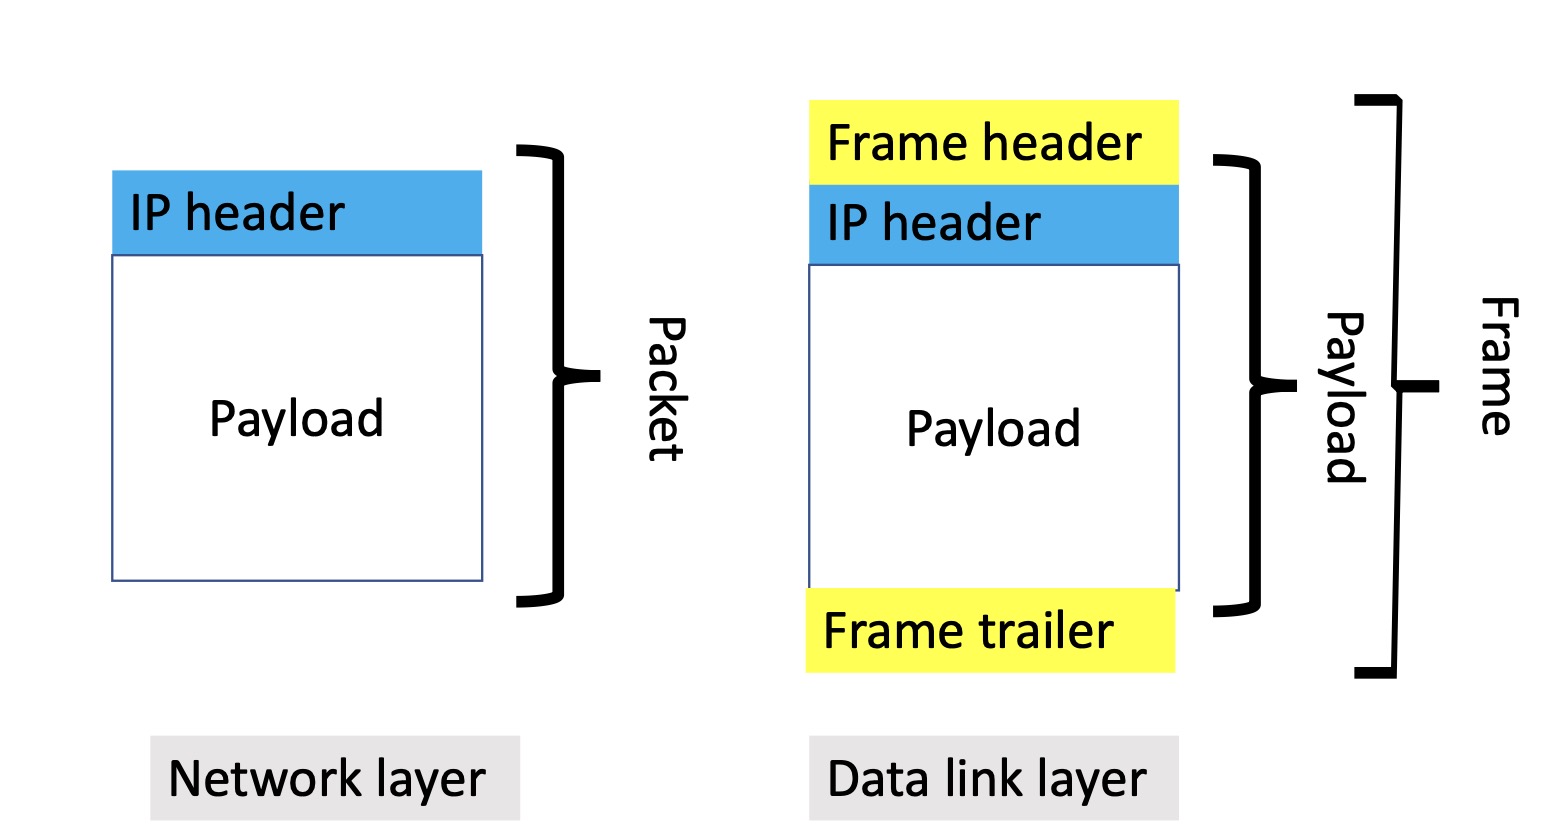 IP header
Payload
Packet
Network layer
Frame header
IP header
Payload
Frame trailer
Payload
Frame
Data link layer